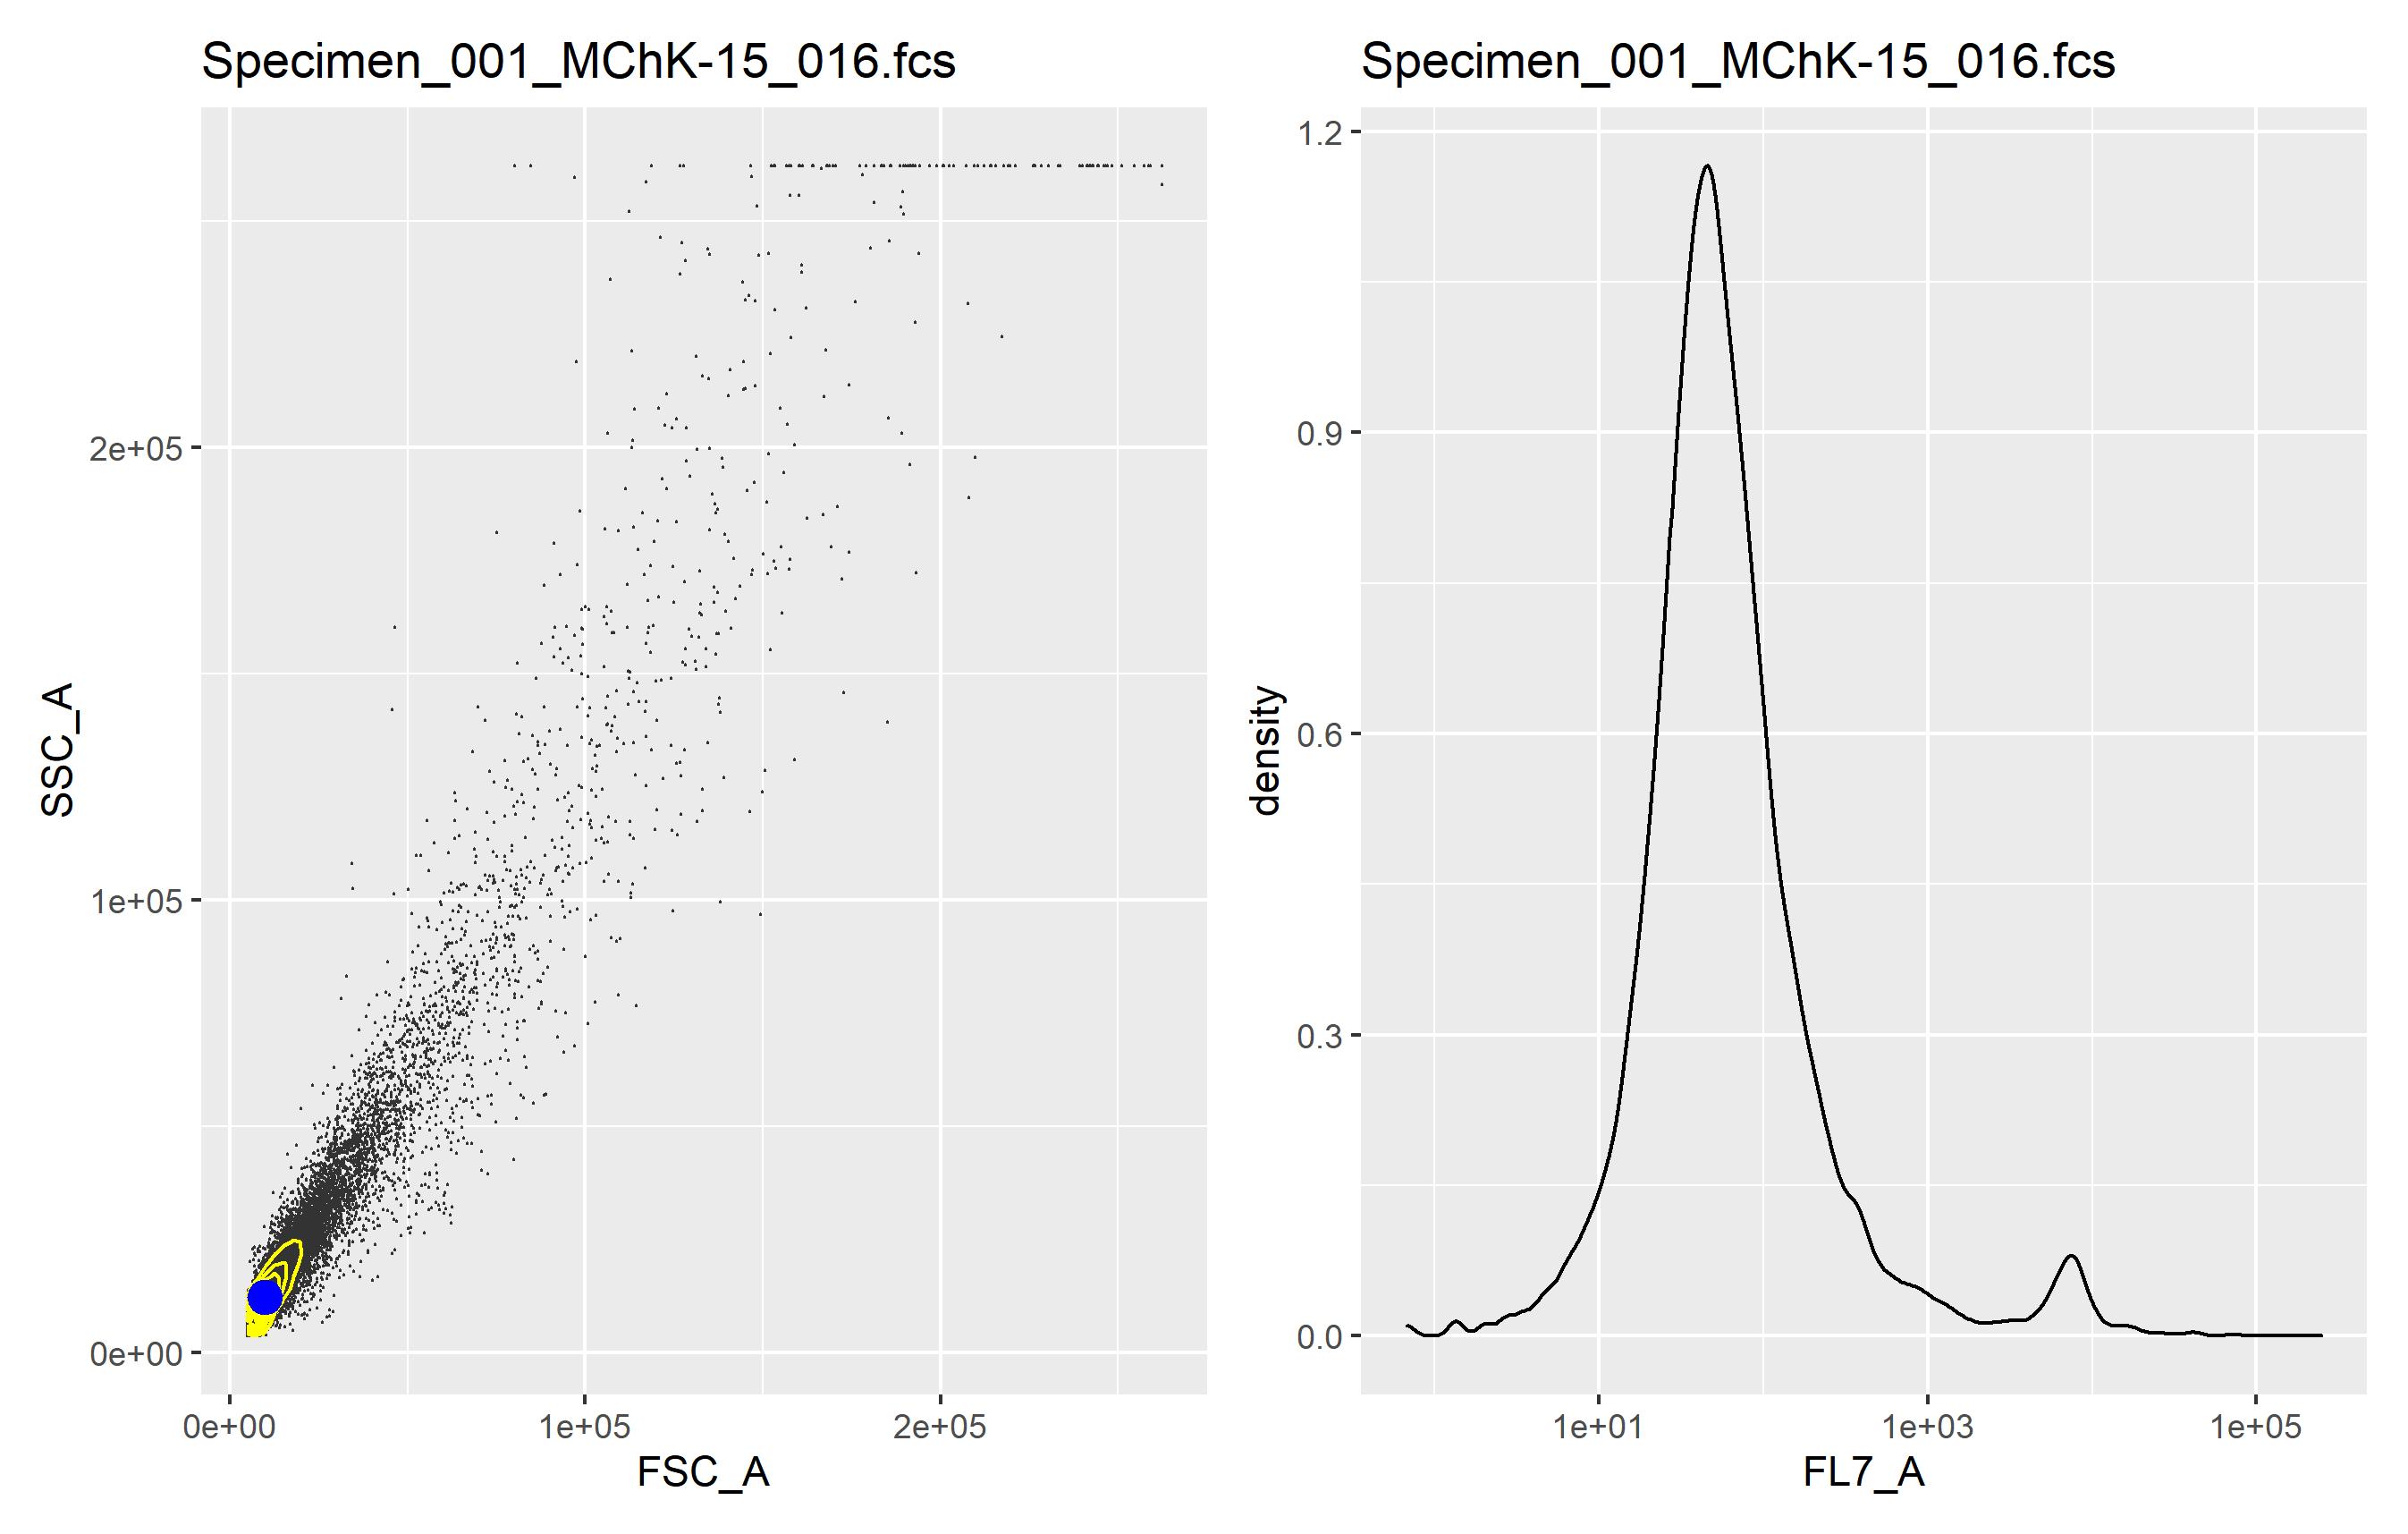 Specimen_001_MChK-15_016.fcs
SSC_A
2e+05
1e+05
0e+00
0e+00 1e+05 2e+05
FSC_A
Specimen_001_MChK-15_016.fcs
density
1.2
0.9
0.6
0.3
0.0
1e+01 1e+03 1e+05
FL7_A